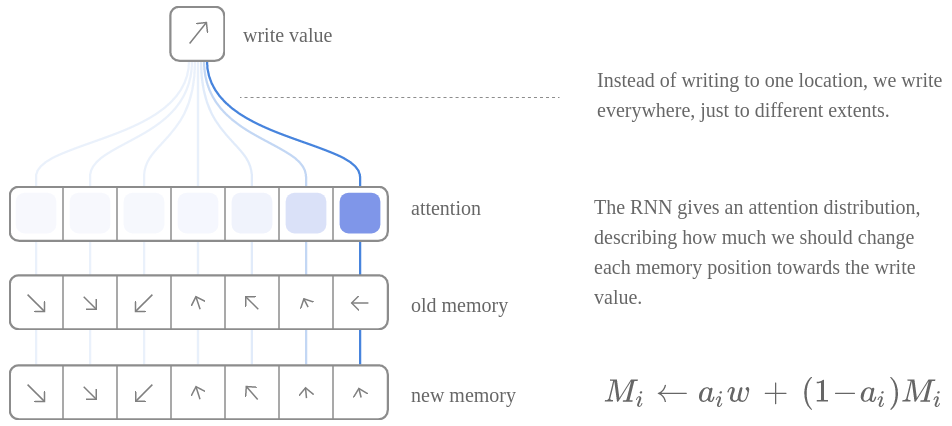 write value
Instead of writing to one location, we write
everywhere, just to different extents.
attention
The RNN gives an attention distribution,
describing how much we should change
each memory position towards the write
value.
old memory
new memory
M_i ← a_i w + (1−a_i)M_i